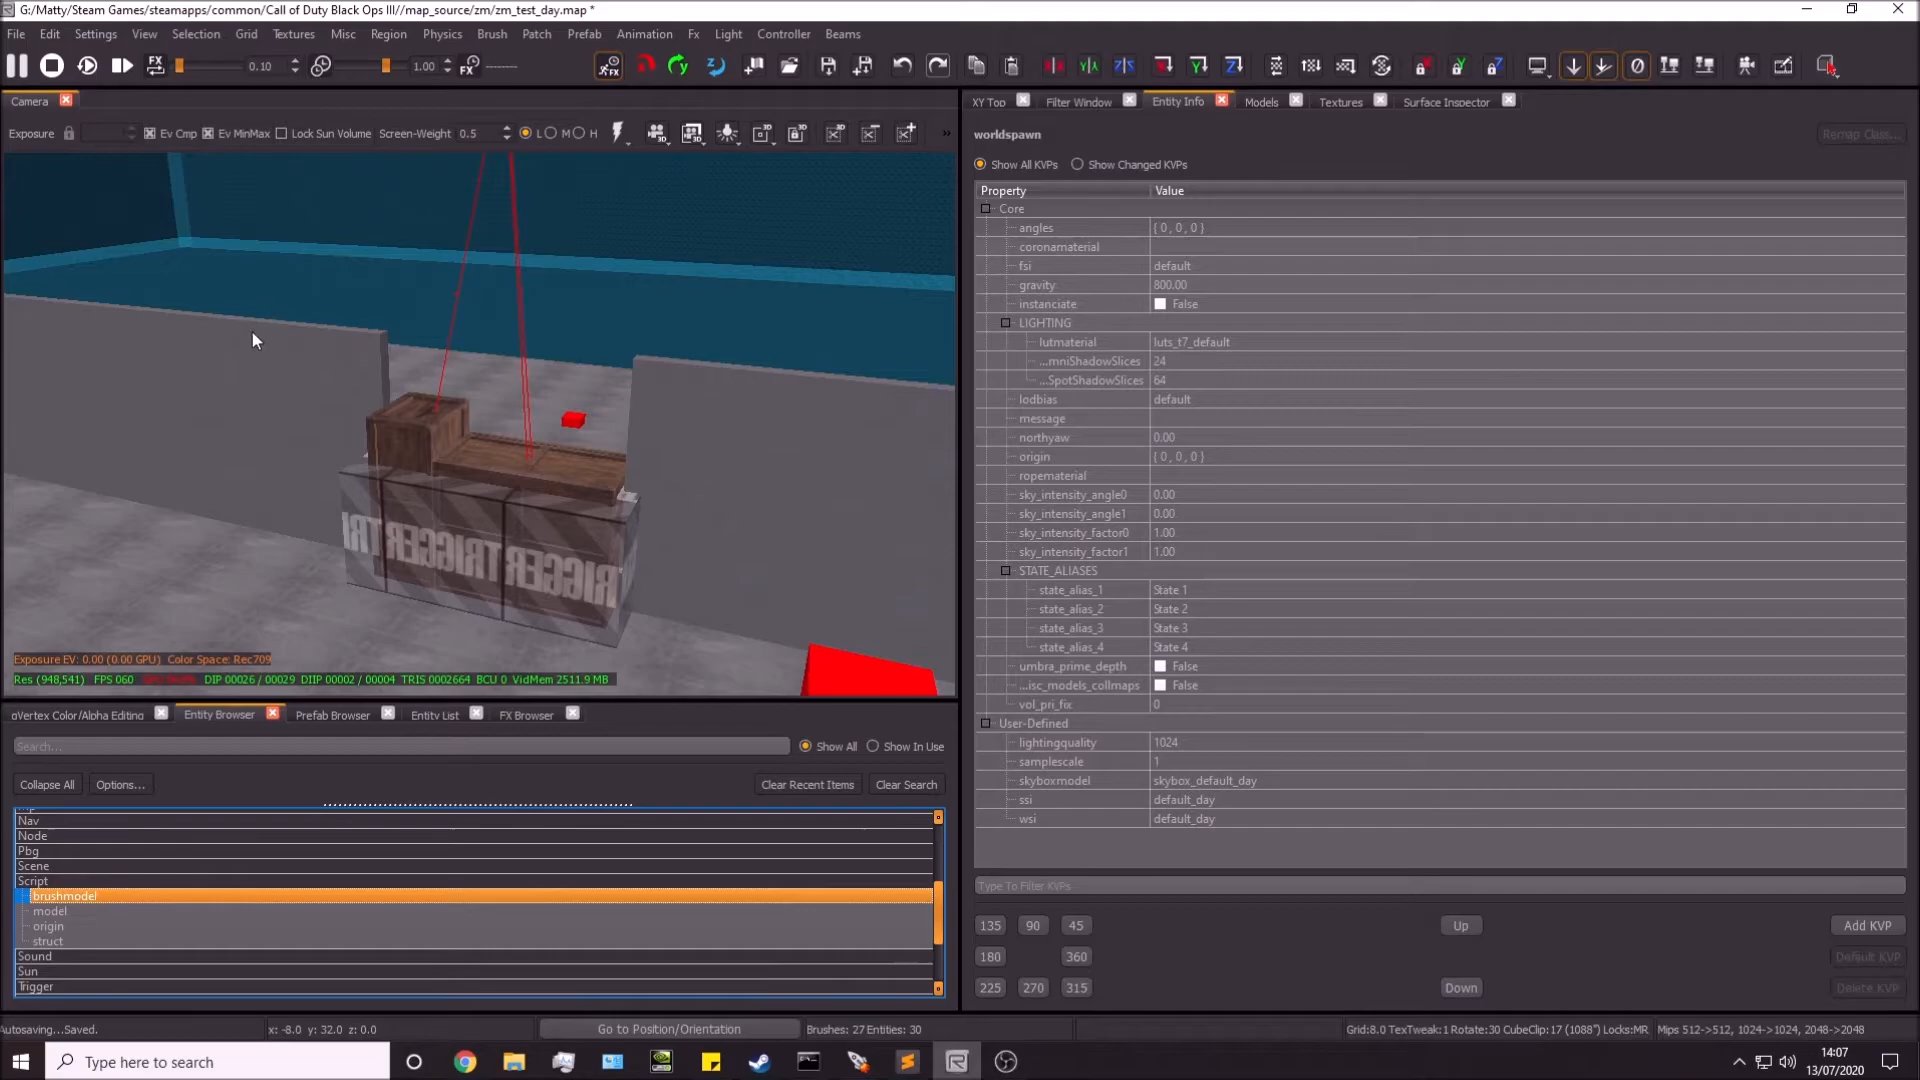 G:/Matty/Steam Games/steamapps/common/Call of Duty Black Ops III//map_source/zm/zm_test_day.map *
File Edit Settings View Selection Grid Textures Misc Region Physics Brush Patch Prefab Animation Fx Light Controller Beams
FX 0.10 1.00 FX
Camera
XY Top Filter Window Entity Info Models Textures Surface Inspector
Exposure Ev Cmp Ev MinMax Lock Sun Volume Screen-Weight 0.5 L M H
worldspawn
Remap Class...
Show All KVPs Show Changed KVPs
Property Value
Core
angles { 0 , 0 , 0 }
coronamaterial
fsi default
gravity 800.00
instanciate False
LIGHTING
lutmaterial luts_t7_default
...mniShadowSlices 24
...SpotShadowSlices 64
lodbias default
message
northyaw 0.00
origin { 0 , 0 , 0 }
ropematerial
sky_intensity_angle0 0.00
sky_intensity_angle1 0.00
sky_intensity_factor0 1.00
sky_intensity_factor1 1.00
STATE_ALIASES
state_alias_1 State 1
state_alias_2 State 2
state_alias_3 State 3
state_alias_4 State 4
umbra_prime_depth False
...isc_models_collmaps False
vol_pri_fix 0
User-Defined
lightingquality 1024
samplescale 1
skyboxmodel skybox_default_day
ssi default_day
wsi default_day
TRIGGER TRIGGER TRIGGER
Exposure EV: 0.00 (0.00 GPU) Color Space: Rec709
Res (948,541) FPS 060 DIP 00026 / 00029 DIIP 00002 / 00004 TRIS 0002664 BCU 0 VidMem 2511.9 MB
Vertex Color/Alpha Editing Entity Browser Prefab Browser Entity List FX Browser
Search... Show All Show In Use
Collapse All Options... Clear Recent Items Clear Search
Nav
Node
Pbg
Scene
Script
brushmodel
model
origin
struct
Sound
Sun
Trigger
Type To Filter KVPs
135 90 45 Up Add KVP
180 360 Default KVP
225 270 315 Down Delete KVP
Autosaving...Saved. x: -8.0 y: 32.0 z: 0.0 Go to Position/Orientation Brushes: 27 Entities: 30 Grid:8.0 TexTweak:1 Rotate:30 CubeClip:17 (1088") Locks:MR Mips 512->512, 1024->1024, 2048->2048
Type here to search
14:07
13/07/2020